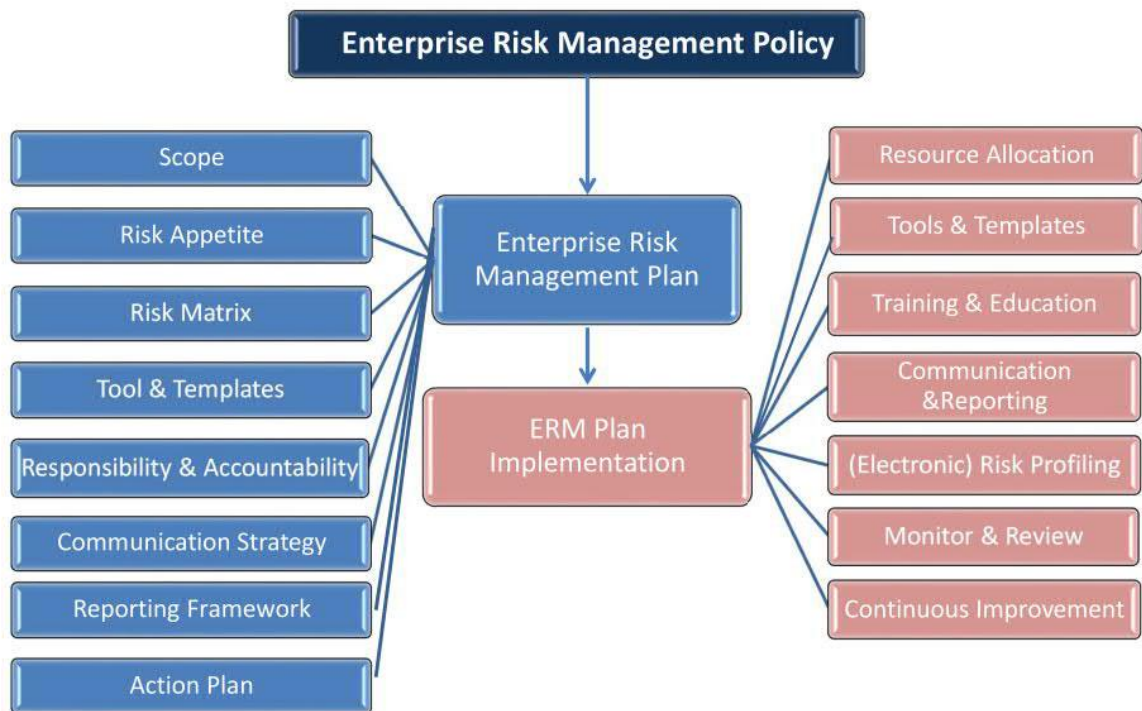 Enterprise Risk Management Policy
Scope
Risk Appetite
Risk Matrix
Tool & Templates
Responsibility & Accountability
Communication Strategy
Reporting Framework
Action Plan
Enterprise Risk
Management Plan
ERM Plan
Implementation
Resource Allocation
Tools & Templates
Training & Education
Communication
&Reporting
(Electronic) Risk Profiling
Monitor & Review
Continuous Improvement